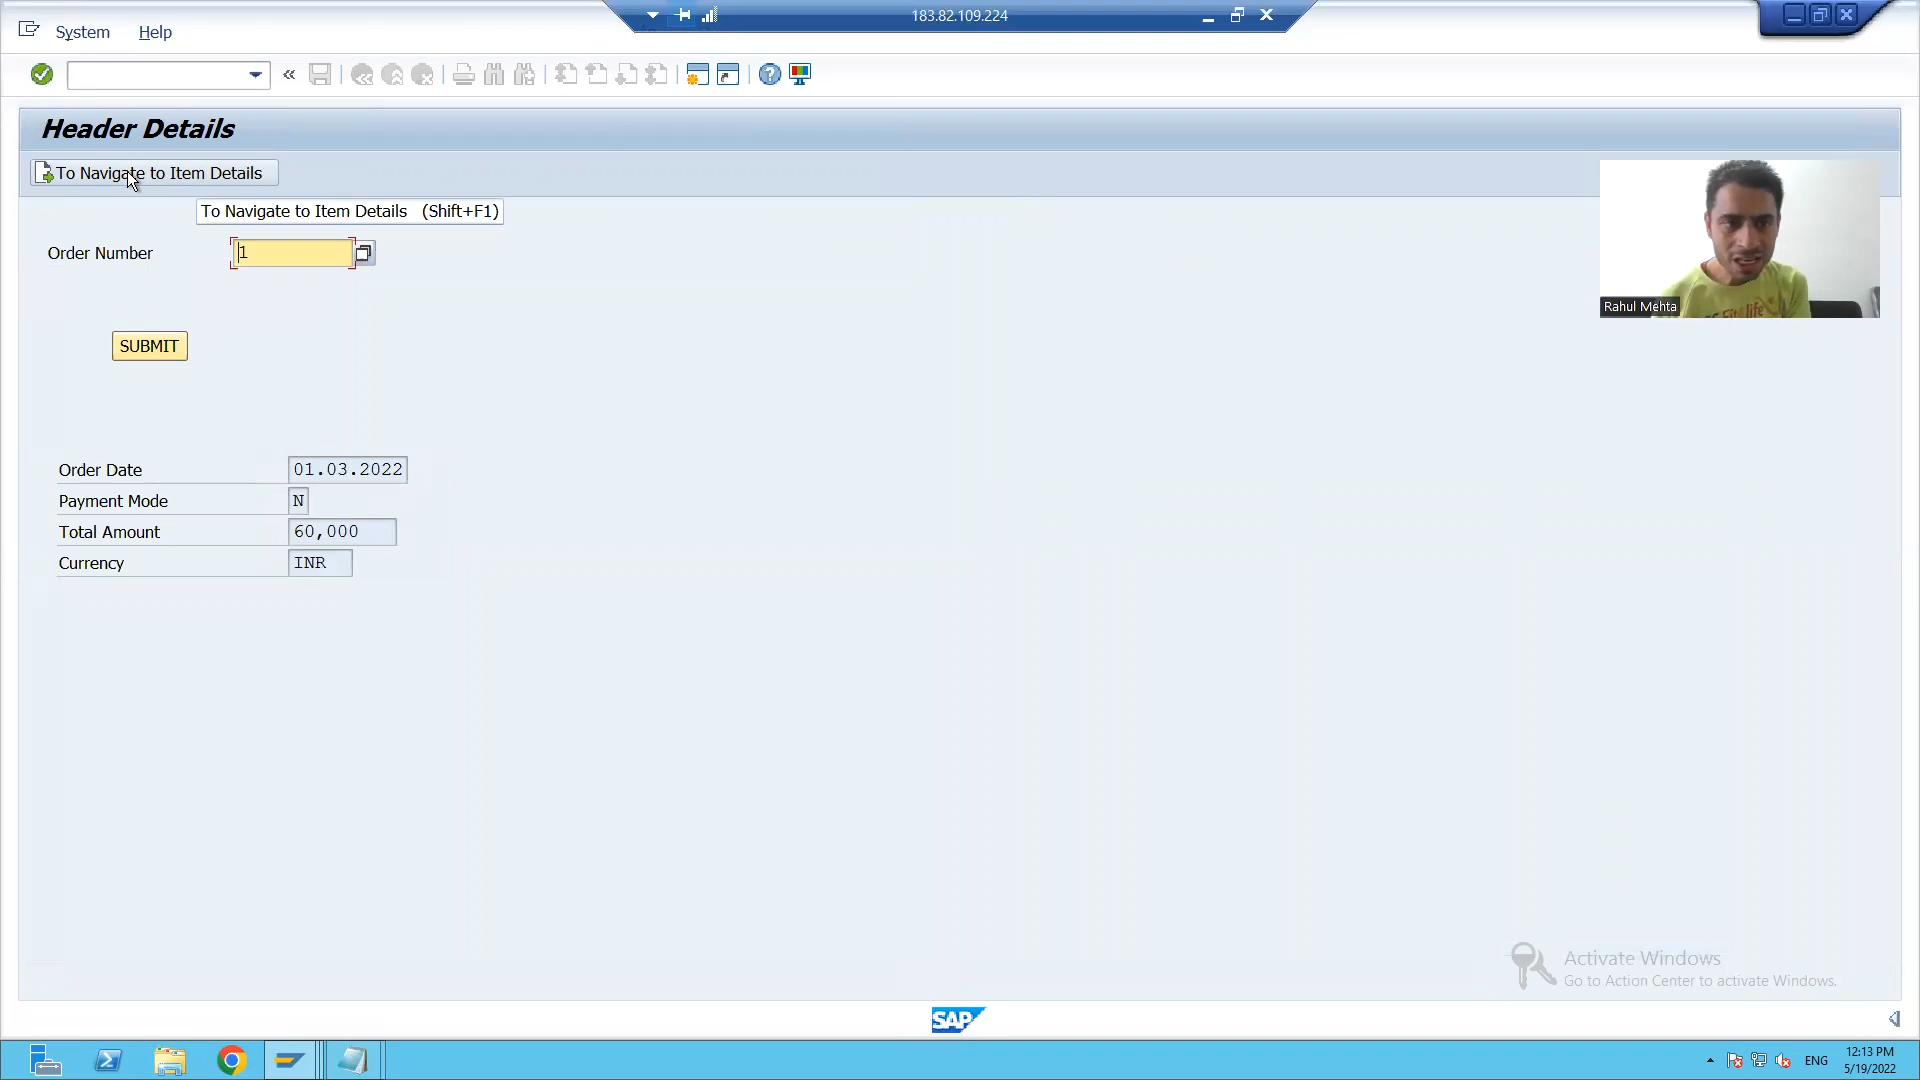 183.82.109.224
System Help
Header Details
To Navigate to Item Details
To Navigate to Item Details (Shift+F1)
Order Number 1
Rahul Mehta
SUBMIT
Order Date 01.03.2022
Payment Mode N
Total Amount 60,000
Currency INR
Activate Windows
Go to Action Center to activate Windows.
SAP
ENG
12:13 PM
5/19/2022